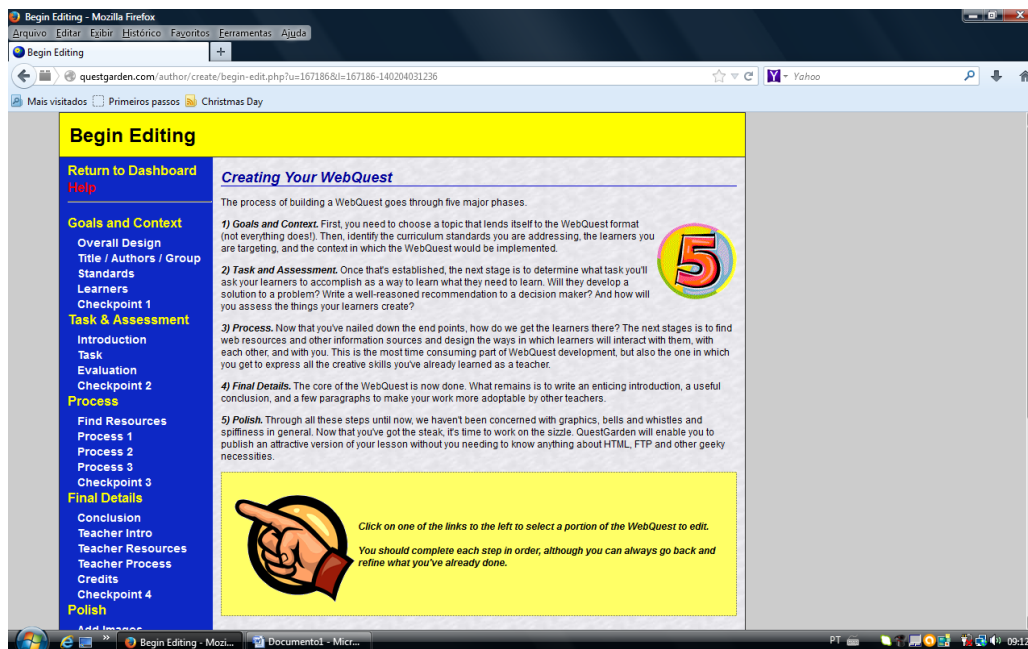 Begin Editing - Mozilla Firefox
Arquivo Editar Exibir Histórico Favoritos Ferramentas Ajuda
Begin Editing
questgarden.com/author/create/begin-edit.php?u=167186&l=167186-140204031236
Yahoo
Mais visitados Primeiros passos Christmas Day
Begin Editing
Return to Dashboard
Help
Goals and Context
Overall Design
Title / Authors / Group
Standards
Learners
Checkpoint 1
Task & Assessment
Introduction
Task
Evaluation
Checkpoint 2
Process
Find Resources
Process 1
Process 2
Process 3
Checkpoint 3
Final Details
Conclusion
Teacher Intro
Teacher Resources
Teacher Process
Credits
Checkpoint 4
Polish
Add Images
Creating Your WebQuest
The process of building a WebQuest goes through five major phases.
1) Goals and Context. First, you need to choose a topic that lends itself to the WebQuest format
(not everything does!). Then, identify the curriculum standards you are addressing, the learners you
are targeting, and the context in which the WebQuest would be implemented.
5
2) Task and Assessment. Once that's established, the next stage is to determine what task you'll
ask your learners to accomplish as a way to learn what they need to learn. Will they develop a
solution to a problem? Write a well-reasoned recommendation to a decision maker? And how will
you assess the things your learners create?
3) Process. Now that you've nailed down the end points, how do we get the learners there? The next stages is to find
web resources and other information sources and design the ways in which learners will interact with them, with
each other, and with you. This is the most time consuming part of WebQuest development, but also the one in which
you get to express all the creative skills you've already learned as a teacher.
4) Final Details. The core of the WebQuest is now done. What remains is to write an enticing introduction, a useful
conclusion, and a few paragraphs to make your work more adoptable by other teachers.
5) Polish. Through all these steps until now, we haven't been concerned with graphics, bells and whistles and
spiffiness in general. Now that you've got the steak, it's time to work on the sizzle. QuestGarden will enable you to
publish an attractive version of your lesson without you needing to know anything about HTML, FTP and other geeky
necessities.
Click on one of the links to the left to select a portion of the WebQuest to edit.
You should complete each step in order, although you can always go back and
refine what you've already done.
Begin Editing - Mozi...
Documento1 - Micr...
PT
09:12